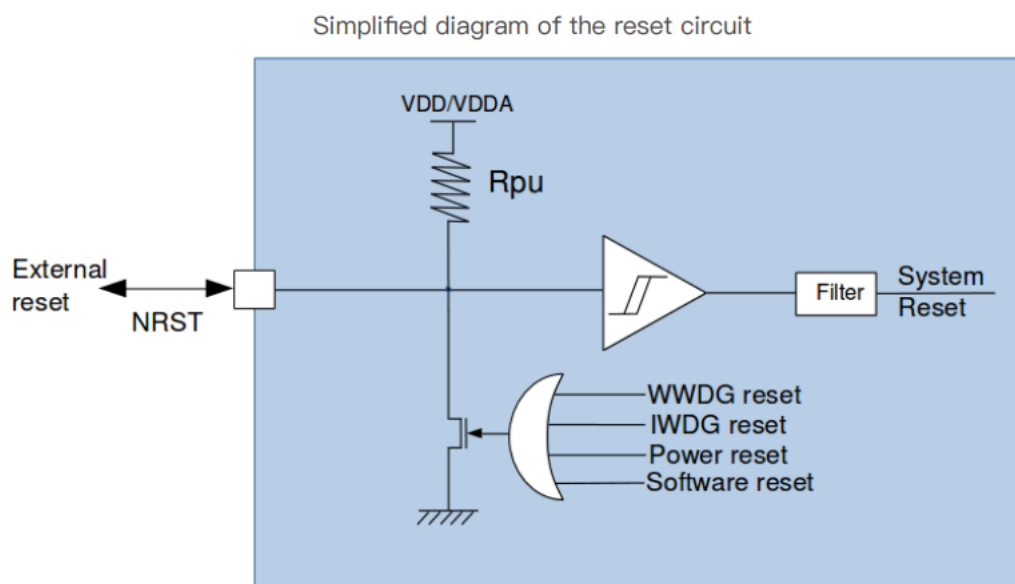 Simplified diagram of the reset circuit
VDD/VDDA
Rpu
External
reset
NRST
Filter
System
Reset
WWDG reset
IWDG reset
Power reset
Software reset